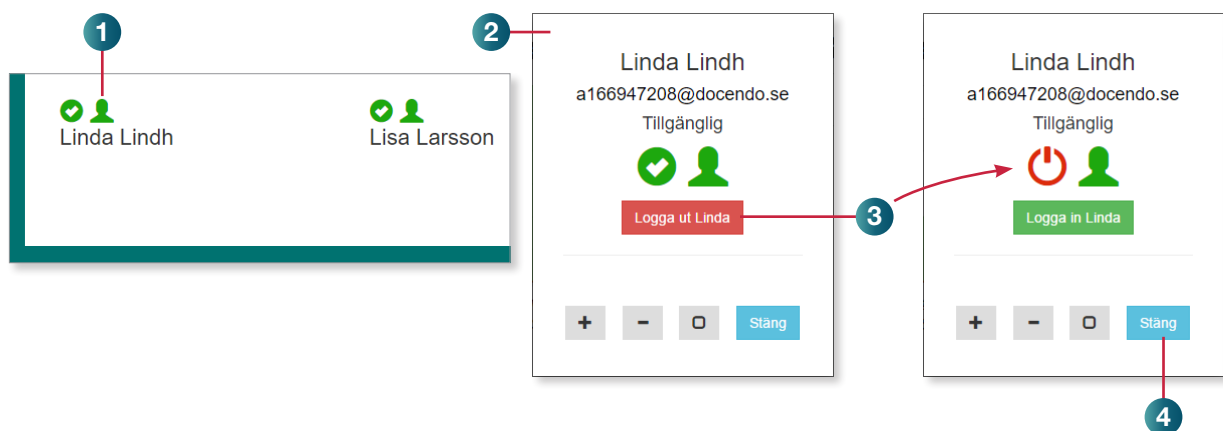 1
Linda Lindh
Lisa Larsson
2
Linda Lindh
a166947208@docendo.se
Tillgänglig
Logga ut Linda
Stäng
3
Linda Lindh
a166947208@docendo.se
Tillgänglig
Logga in Linda
Stäng
4